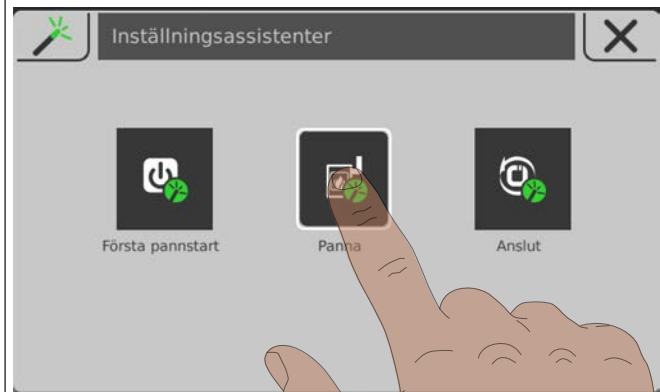 Inställningsassistenter
Första pannstart
Panna
Anslut